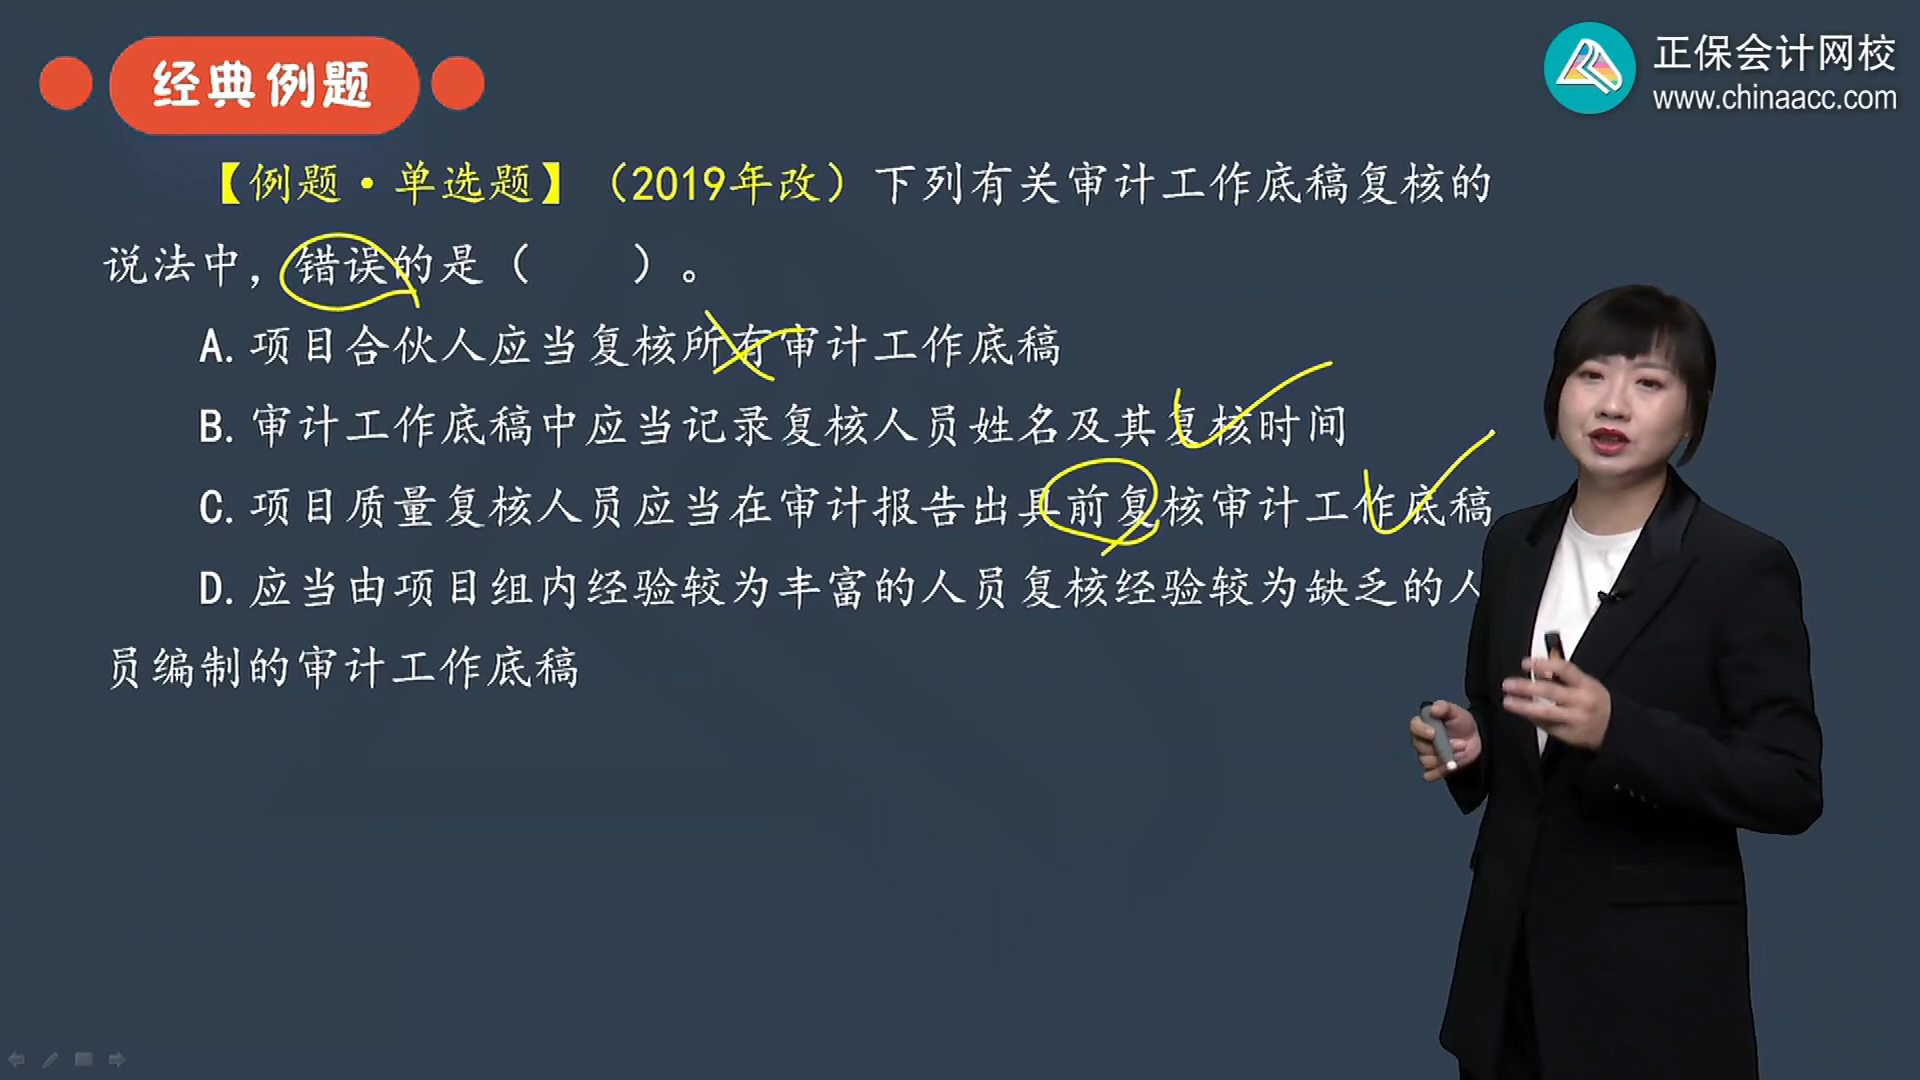 经典例题
正保会计网校
www.chinaacc.com
【例题·单选题】（2019年改）下列有关审计工作底稿复核的
说法中，错误的是（  ）。
A.项目合伙人应当复核所有审计工作底稿
B.审计工作底稿中应当记录复核人员姓名及其复核时间
C.项目质量复核人员应当在审计报告出具前复核审计工作底稿
D.应当由项目组内经验较为丰富的人员复核经验较为缺乏的人
员编制的审计工作底稿